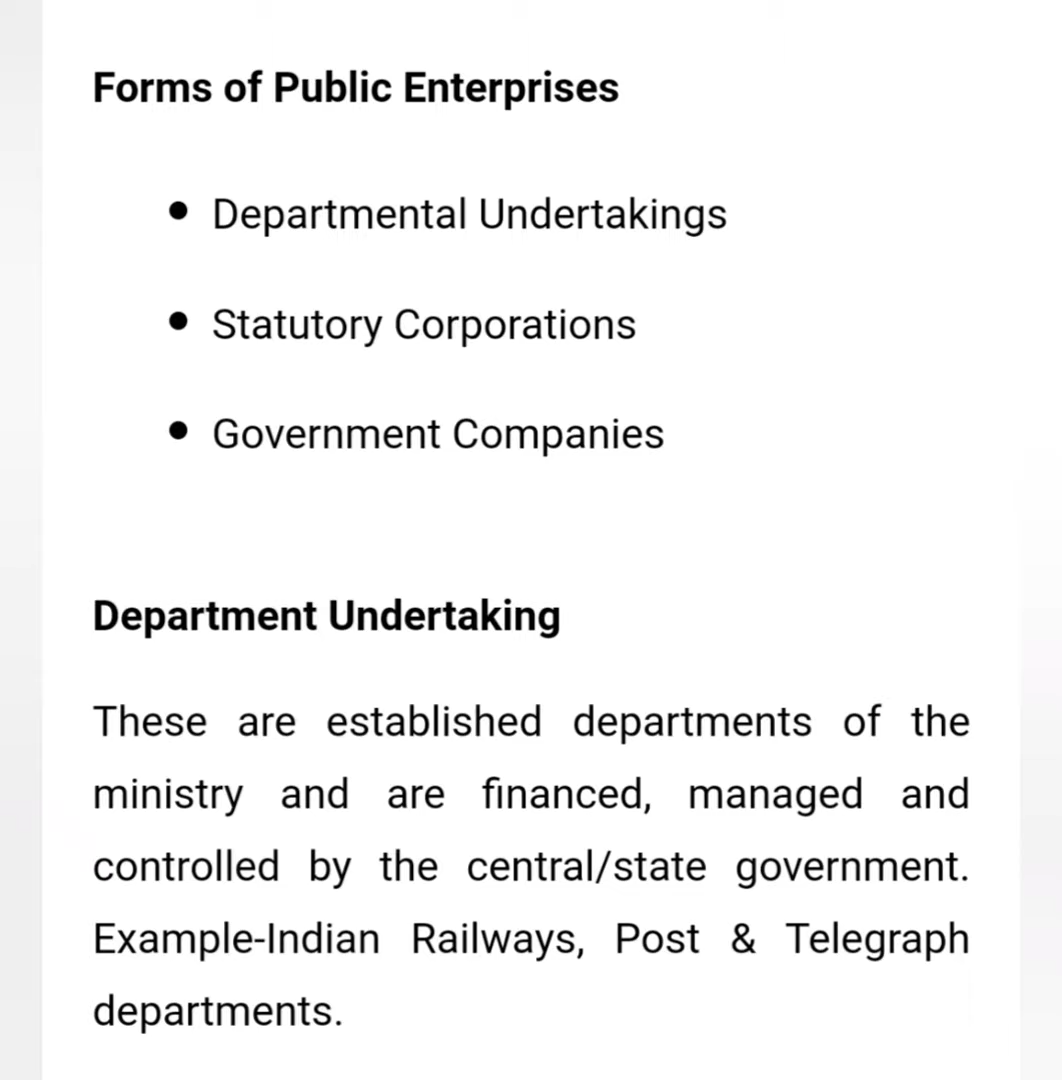 Forms of Public Enterprises
● Departmental Undertakings
● Statutory Corporations
● Government Companies
Department Undertaking
These are established departments of the
ministry and are financed, managed and
controlled by the central/state government.
Example-Indian Railways, Post & Telegraph
departments.